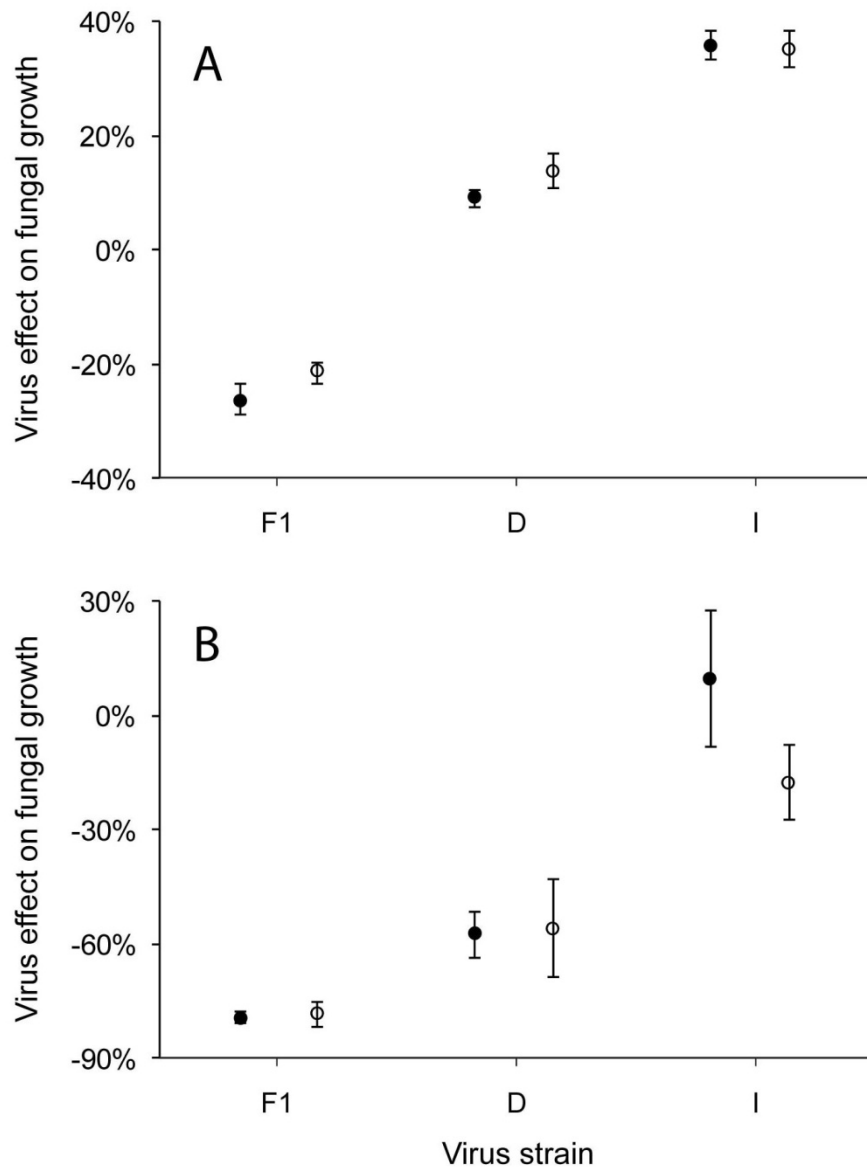 40%
A
20%
0%
-20%
-40%
Virus effect on fungal growth
F1 D I
30%
B
0%
-30%
-60%
-90%
Virus effect on fungal growth
F1 D I
Virus strain